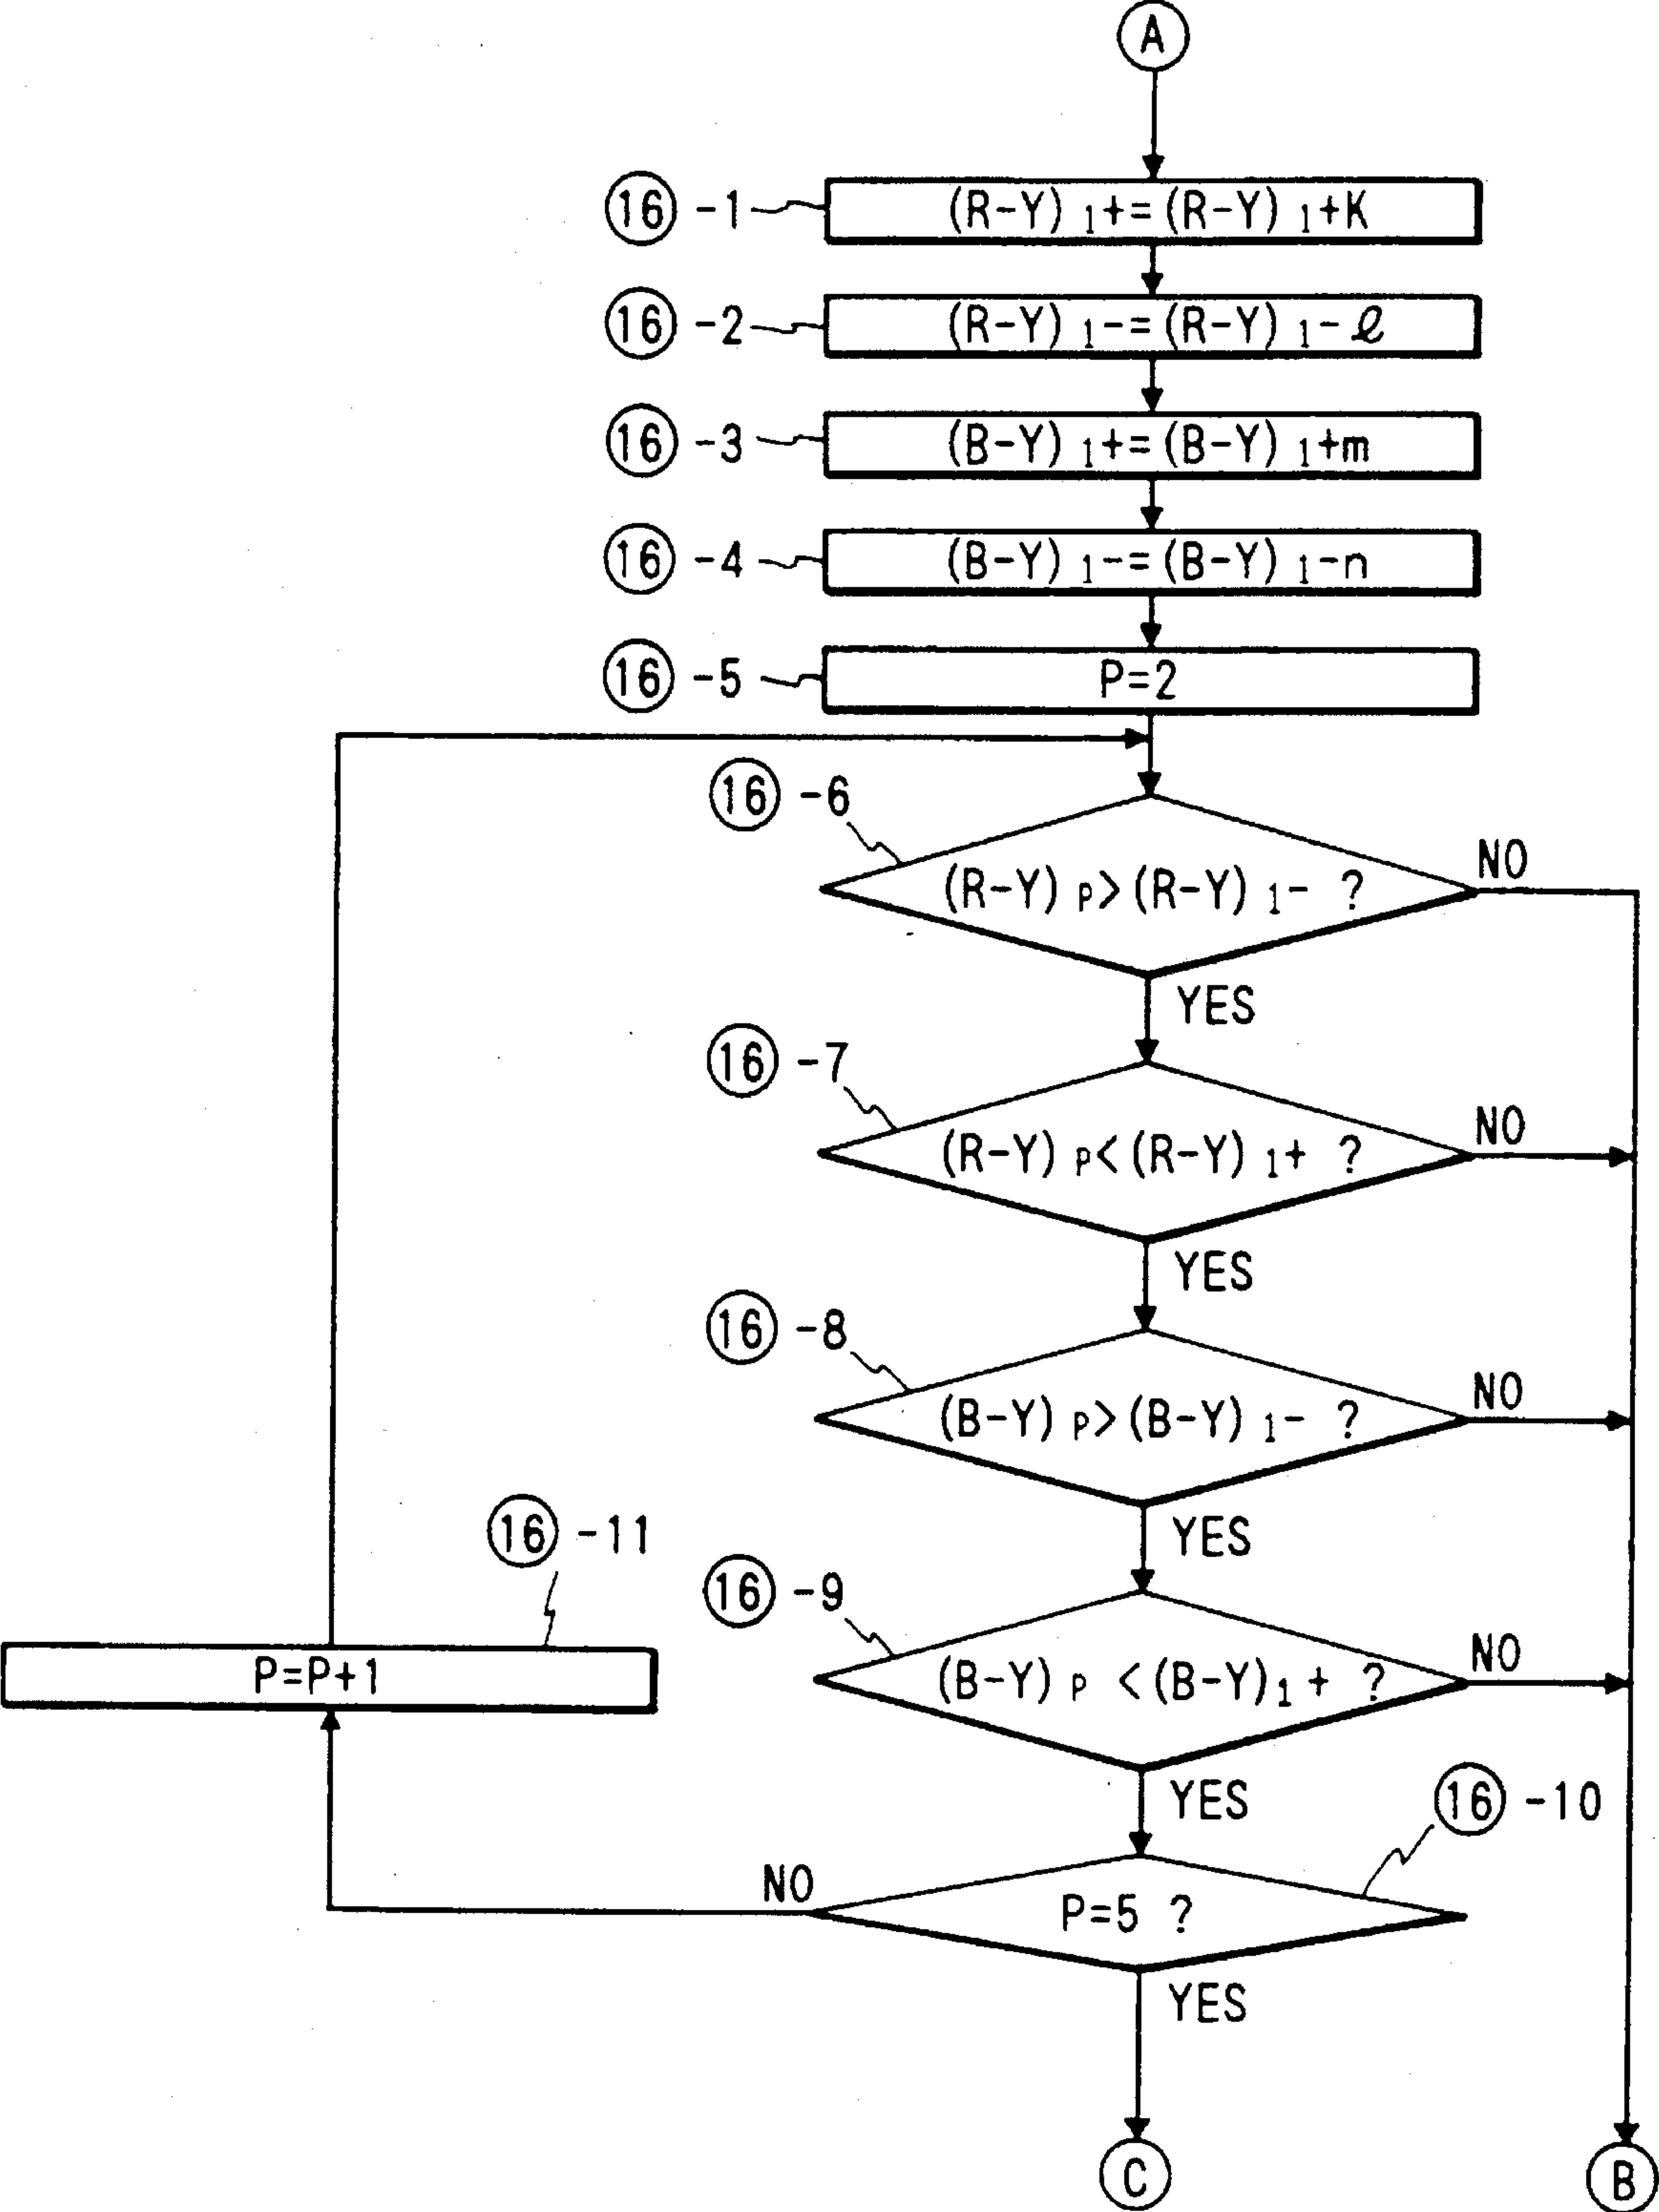 A
16 -1 (R-Y) 1+=(R-Y) 1+K
16 -2 (R-Y) 1-=(R-Y) 1-ℓ
16 -3 (B-Y) 1+=(B-Y) 1+m
16 -4 (B-Y) 1-=(B-Y) 1-n
16 -5 P=2
16 -6
(R-Y) P>(R-Y) 1- ?
NO
YES
16 -7
(R-Y) P<(R-Y) 1+ ?
NO
YES
16 -8
(B-Y) P>(B-Y) 1- ?
NO
YES
16 -9
(B-Y) P <(B-Y)1+ ?
NO
YES
16 -10
P=5 ?
NO
16 -11
P=P+1
YES
C
B